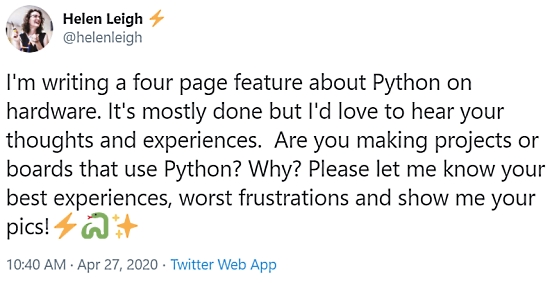 Helen Leigh ⚡
@helenleigh
I'm writing a four page feature about Python on
hardware. It's mostly done but I'd love to hear your
thoughts and experiences.  Are you making projects or
boards that use Python? Why? Please let me know your
best experiences, worst frustrations and show me your
pics!⚡🐍✨
10:40 AM · Apr 27, 2020 · Twitter Web App